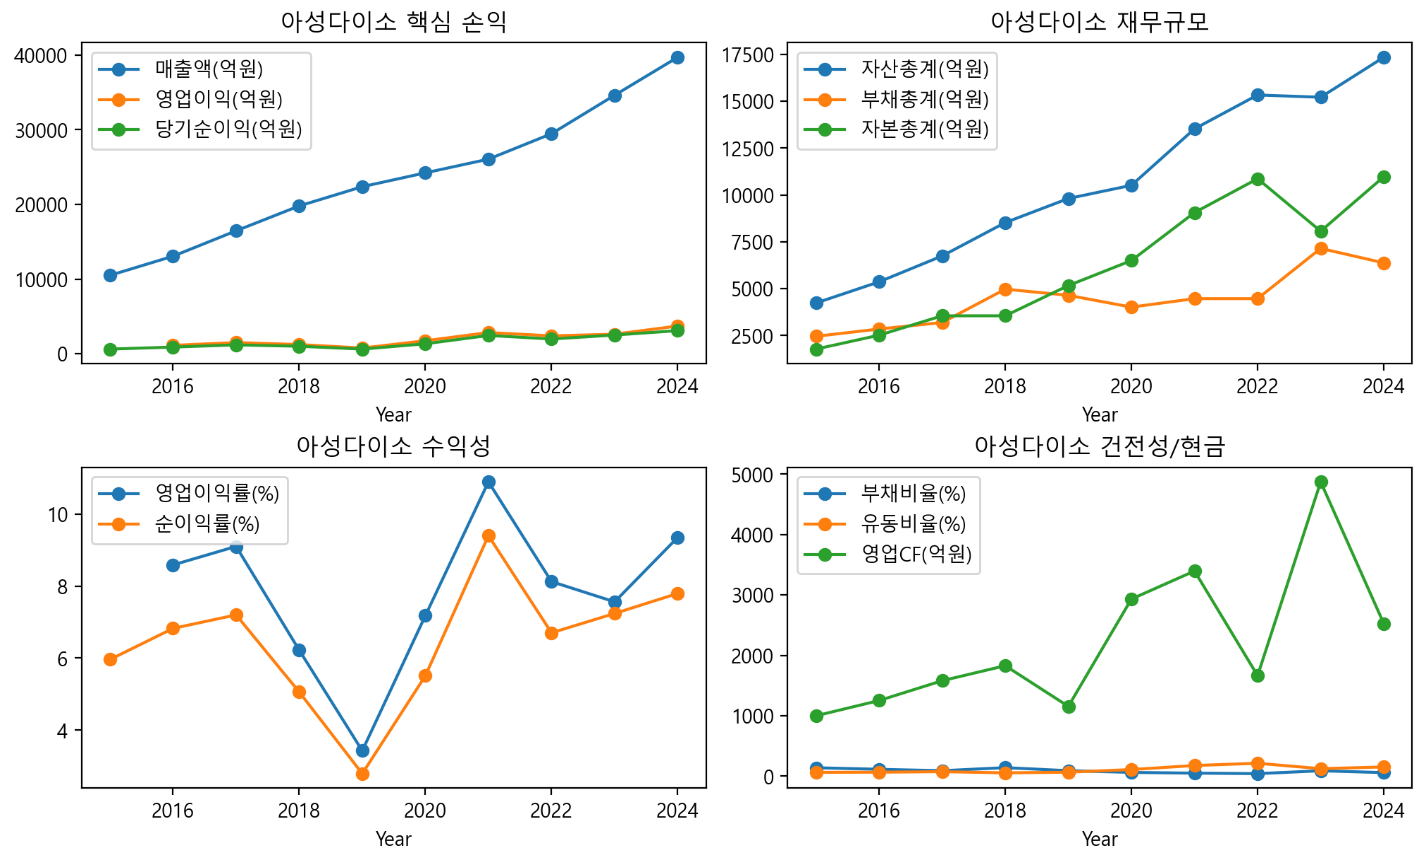 아성다이소 핵심 손익
매출액(억원)
영업이익(억원)
당기순이익(억원)
40000
30000
20000
10000
0
2016 2018 2020 2022 2024
Year
아성다이소 재무규모
자산총계(억원)
부채총계(억원)
자본총계(억원)
17500
15000
12500
10000
7500
5000
2500
2016 2018 2020 2022 2024
Year
아성다이소 수익성
영업이익률(%)
순이익률(%)
10
8
6
4
2016 2018 2020 2022 2024
Year
아성다이소 건전성/현금
부채비율(%)
유동비율(%)
영업CF(억원)
5000
4000
3000
2000
1000
0
2016 2018 2020 2022 2024
Year